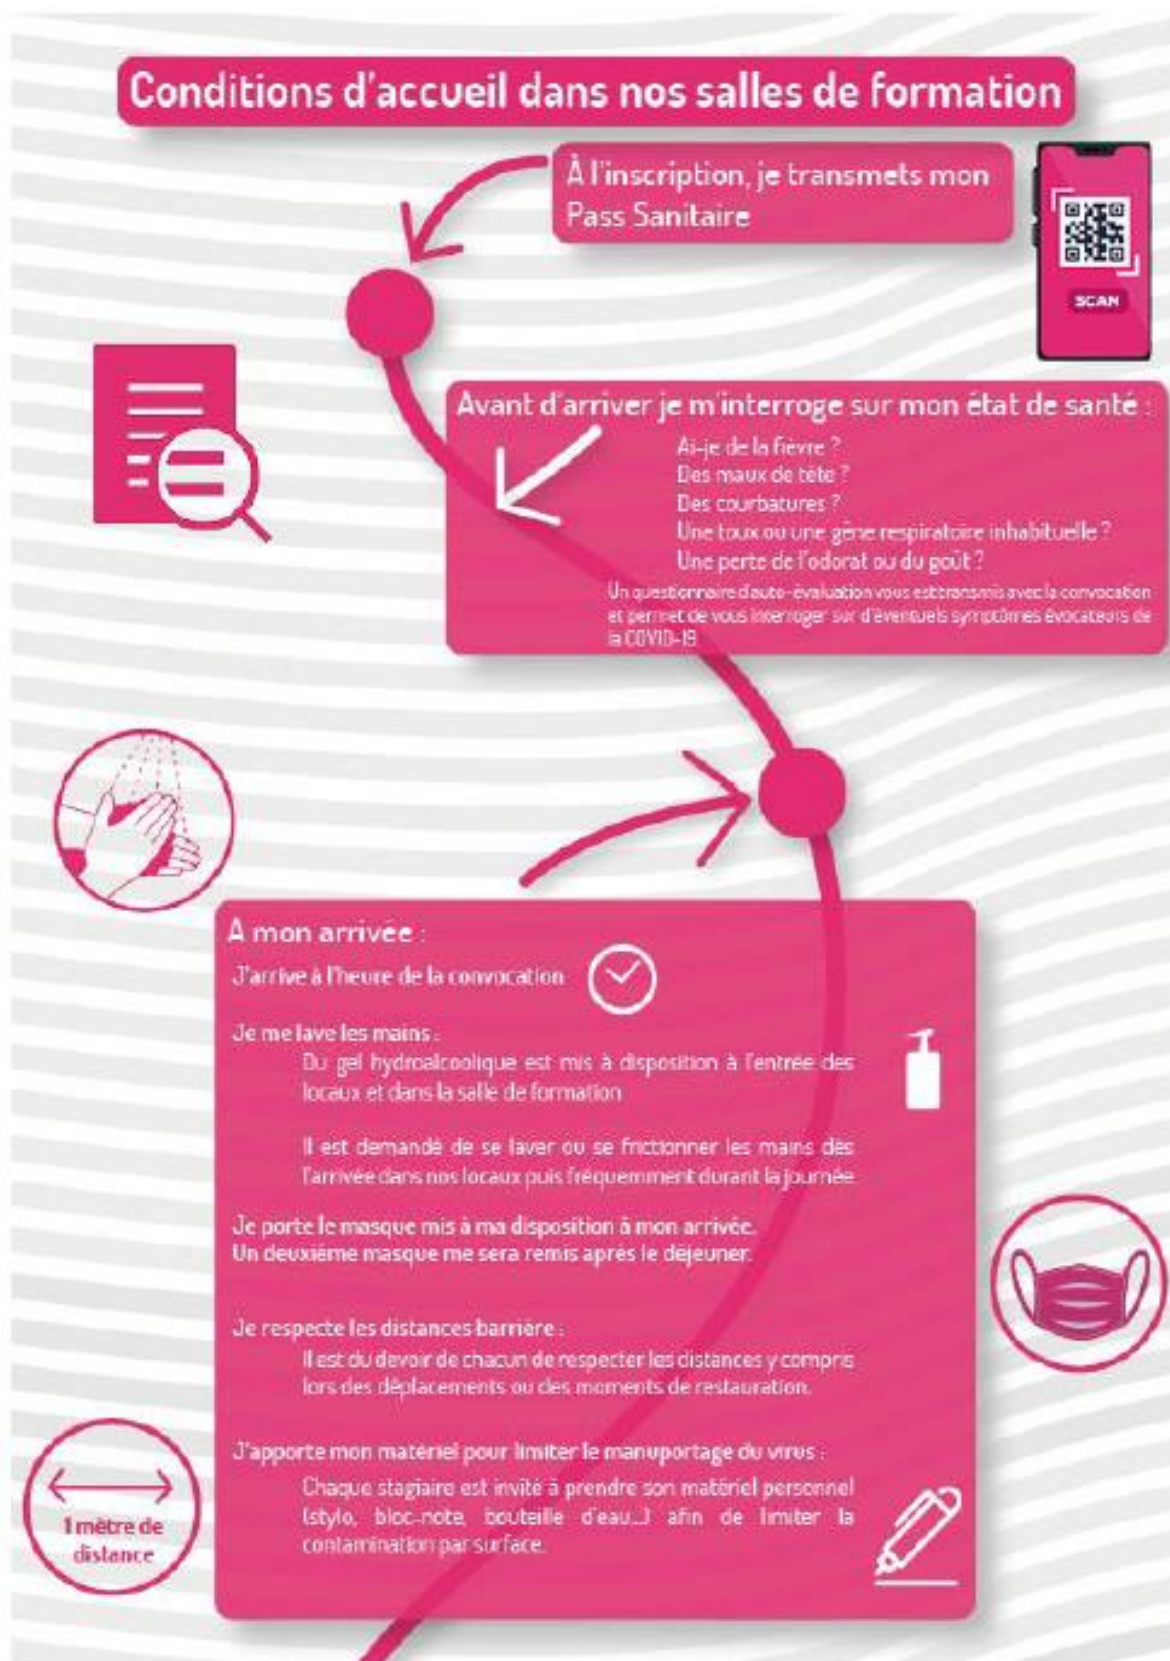 Conditions d'accueil dans nos salles de formation
À l'inscription, je transmets mon
Pass Sanitaire
SCAN
Avant d'arriver je m'interroge sur mon état de santé :
Ai-je de la fièvre ?
Des maux de tête ?
Des courbatures ?
Une toux ou une gêne respiratoire inhabituelle ?
Une perte de l'odorat ou du goût ?
Un questionnaire d'auto-évaluation vous est transmis avec la convocation
et permet de vous interroger sur d'éventuels symptômes évocateurs de
la COVID-19
A mon arrivée :
J'arrive à l'heure de la convocation
Je me lave les mains :
Du gel hydroalcoolique est mis à disposition à l'entrée des
locaux et dans la salle de formation
Il est demandé de se laver ou se frictionner les mains dès
l'arrivée dans nos locaux puis fréquemment durant la journée
Je porte le masque mis à ma disposition à mon arrivée.
Un deuxième masque me sera remis après le déjeuner.
Je respecte les distances barrière :
Il est du devoir de chacun de respecter les distances y compris
lors des déplacements ou des moments de restauration.
J'apporte mon matériel pour limiter le manuportage du virus :
Chaque stagiaire est invité à prendre son matériel personnel
(stylo, bloc-note, bouteille d'eau...) afin de limiter la
contamination par surface.
1 mètre de
distance